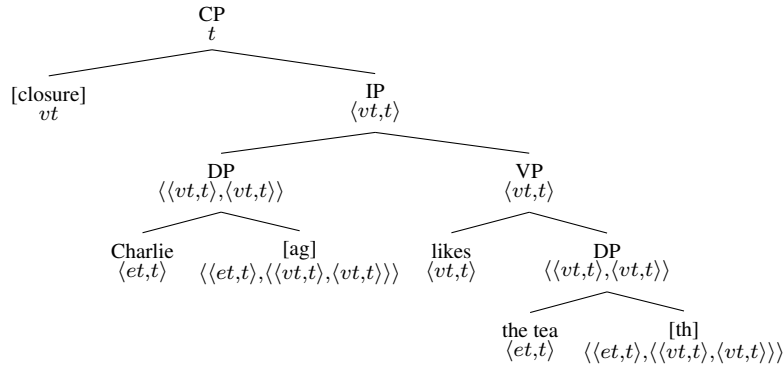 CP
t
[closure]
vt
IP
⟨vt,t⟩
DP
⟨⟨vt,t⟩,⟨vt,t⟩⟩
VP
⟨vt,t⟩
Charlie
⟨et,t⟩
[ag]
⟨⟨et,t⟩,⟨⟨vt,t⟩,⟨vt,t⟩⟩⟩
likes
⟨vt,t⟩
DP
⟨⟨vt,t⟩,⟨vt,t⟩⟩
the tea
⟨et,t⟩
[th]
⟨⟨et,t⟩,⟨⟨vt,t⟩,⟨vt,t⟩⟩⟩